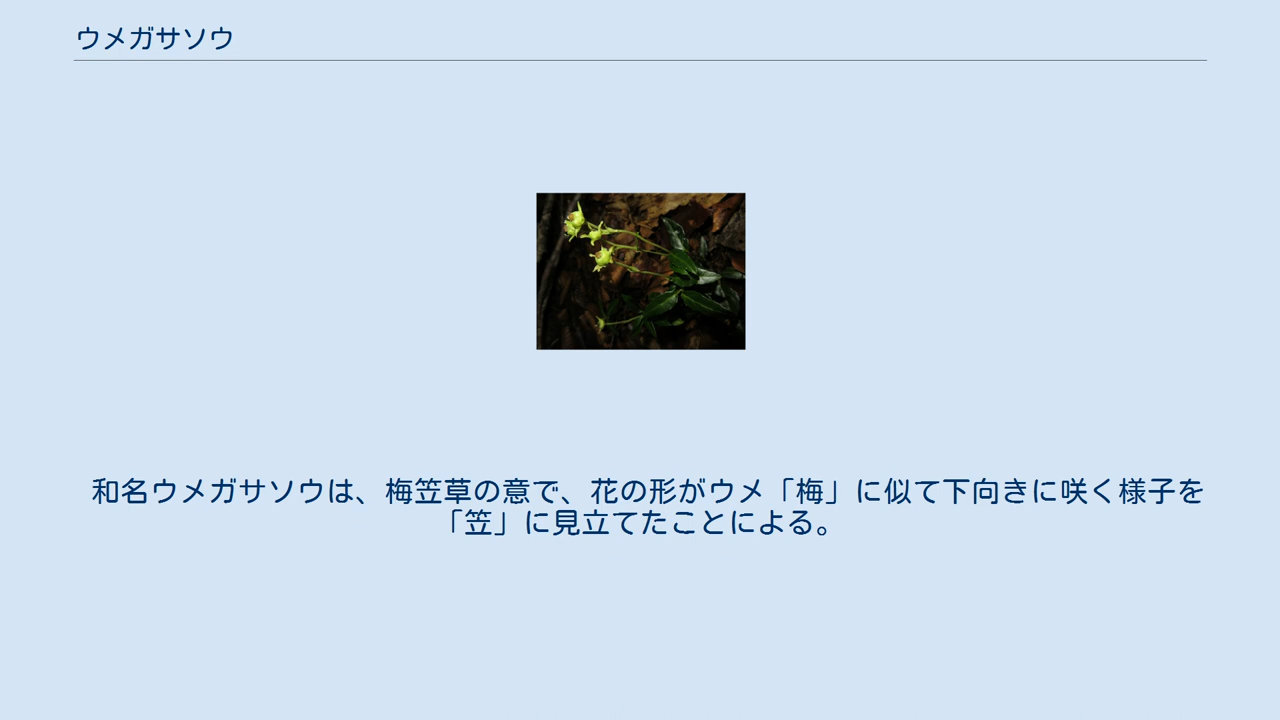 ウメガサソウ
和名ウメガサソウは、梅笠草の意で、花の形がウメ「梅」に似て下向きに咲く様子を
「笠」に見立てたことによる。